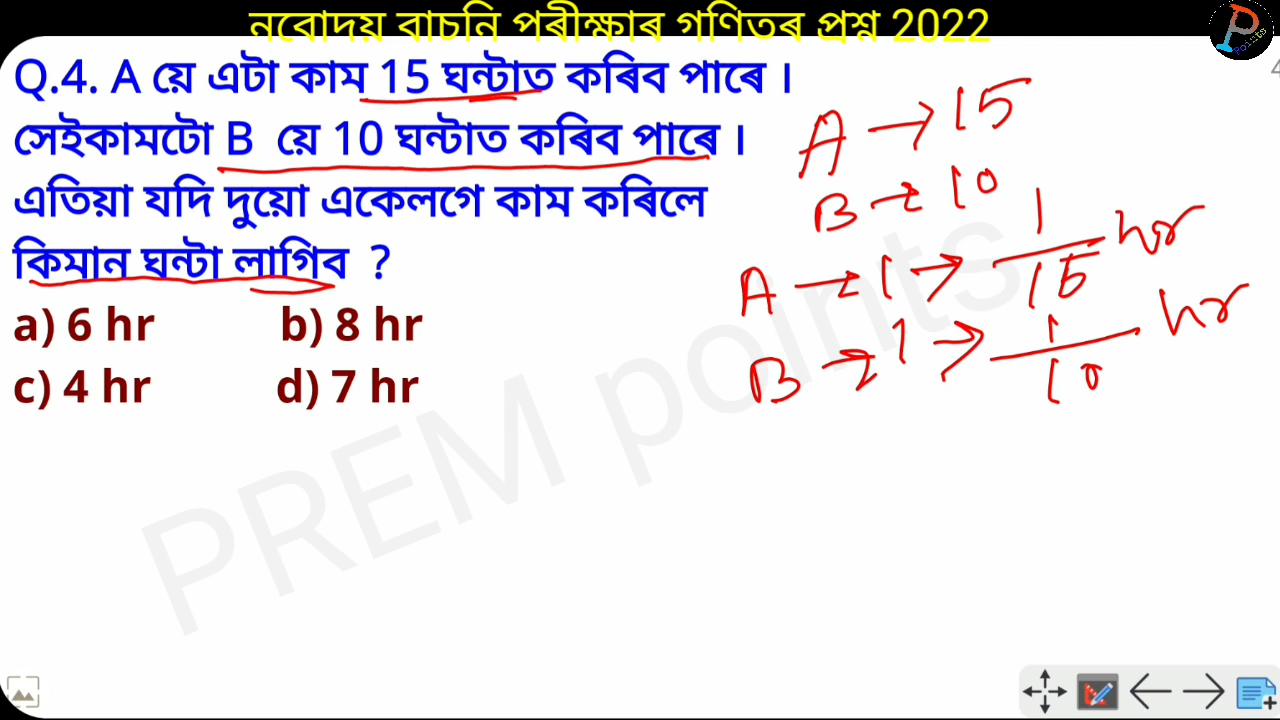 নবোদয় বাচনি পৰীক্ষাৰ গণিতৰ প্ৰশ্ন 2022
Q.4. A য়ে এটা কাম 15 ঘন্টাত কৰিব পাৰে ।
সেইকামটো B য়ে 10 ঘন্টাত কৰিব পাৰে ।
এতিয়া যদি দুয়ো একেলগে কাম কৰিলে
কিমান ঘন্টা লাগিব ?
a) 6 hr b) 8 hr
c) 4 hr d) 7 hr
A → 15
B → 10
A → 1 → 1/15 hr
B → 1 → 1/10 hr
PREM points
P
Points
4